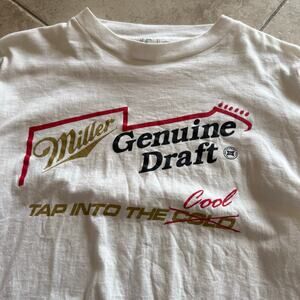 Miller
Genuine
Draft
Cool
TAP INTO THE COLD